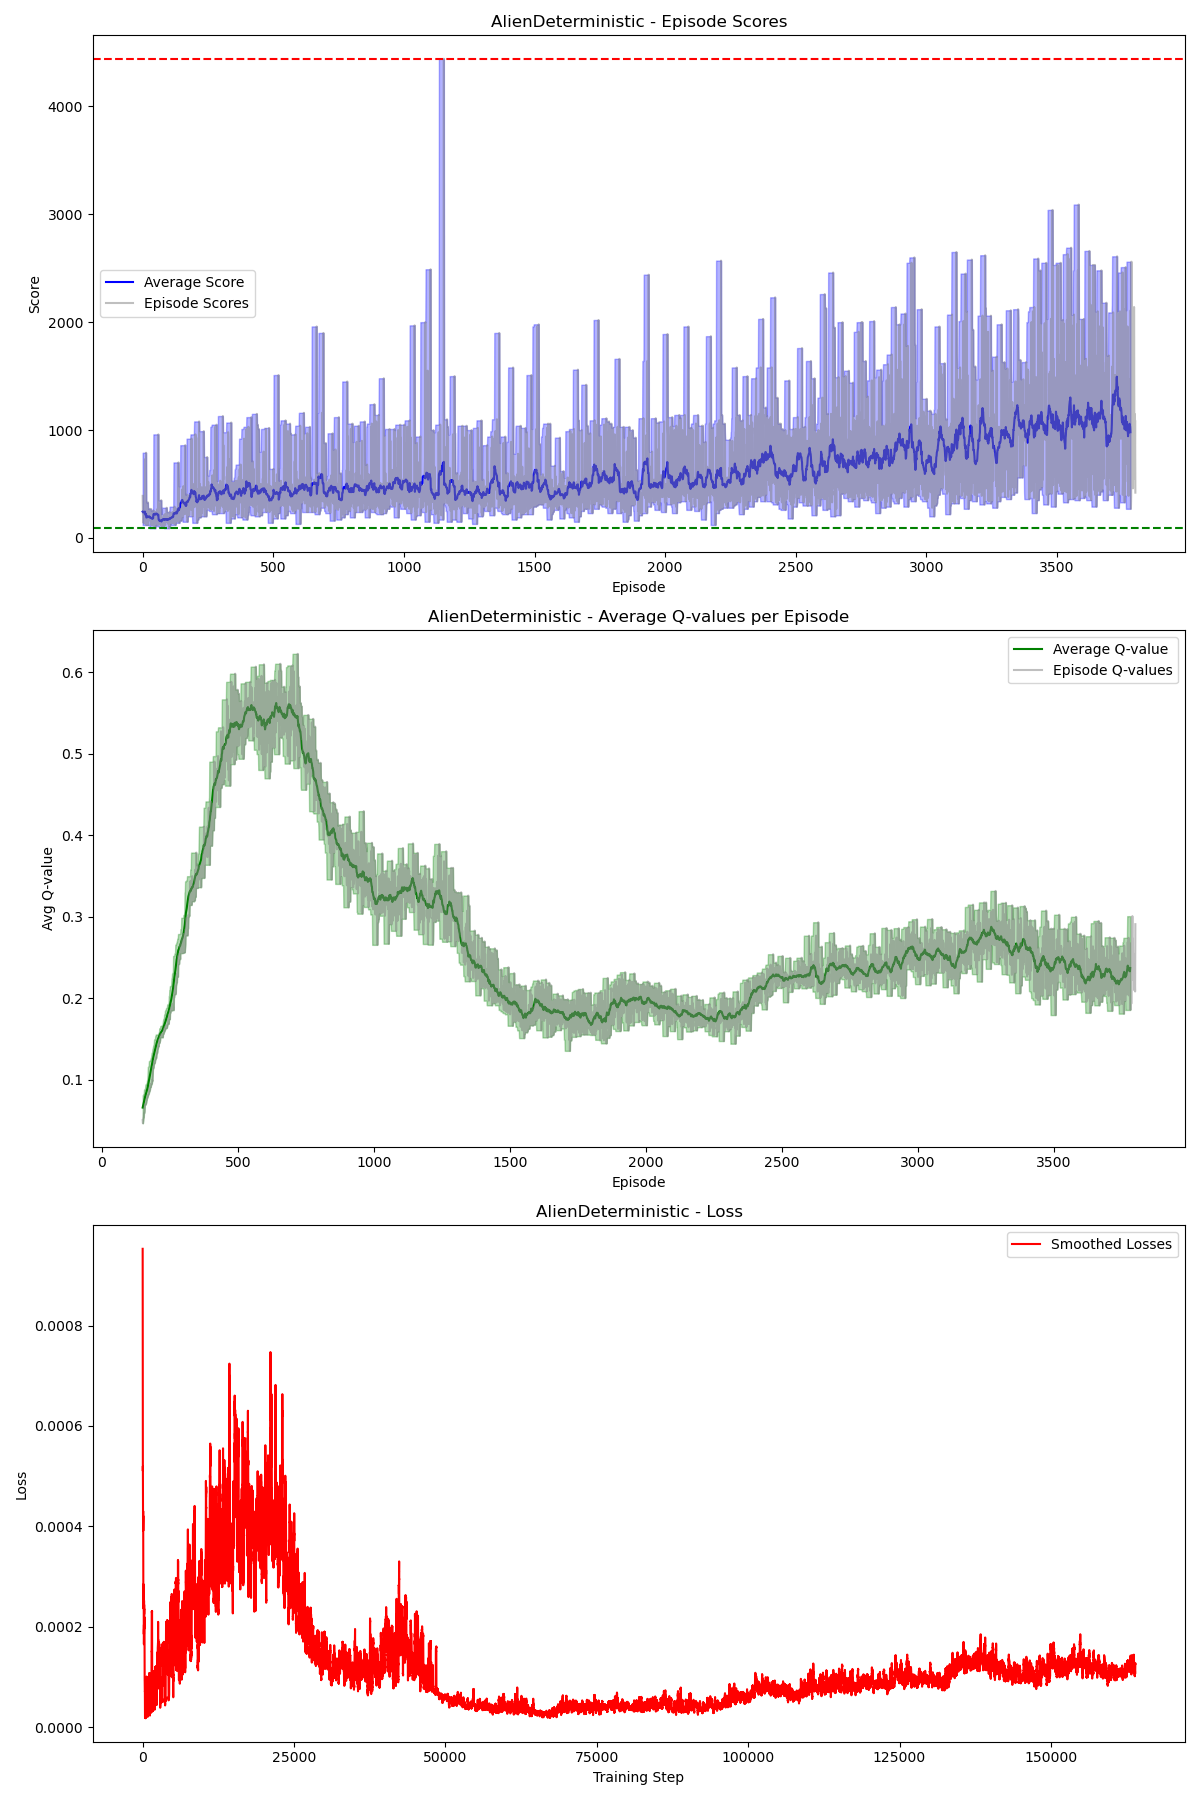 AlienDeterministic - Episode Scores
4000
3000
2000
1000
0
Score
Average Score
Episode Scores
0 500 1000 1500 2000 2500 3000 3500
Episode
AlienDeterministic - Average Q-values per Episode
0.6
0.5
0.4
0.3
0.2
0.1
Avg Q-value
Average Q-value
Episode Q-values
0 500 1000 1500 2000 2500 3000 3500
Episode
AlienDeterministic - Loss
0.0008
0.0006
0.0004
0.0002
0.0000
Loss
Smoothed Losses
0 25000 50000 75000 100000 125000 150000
Training Step